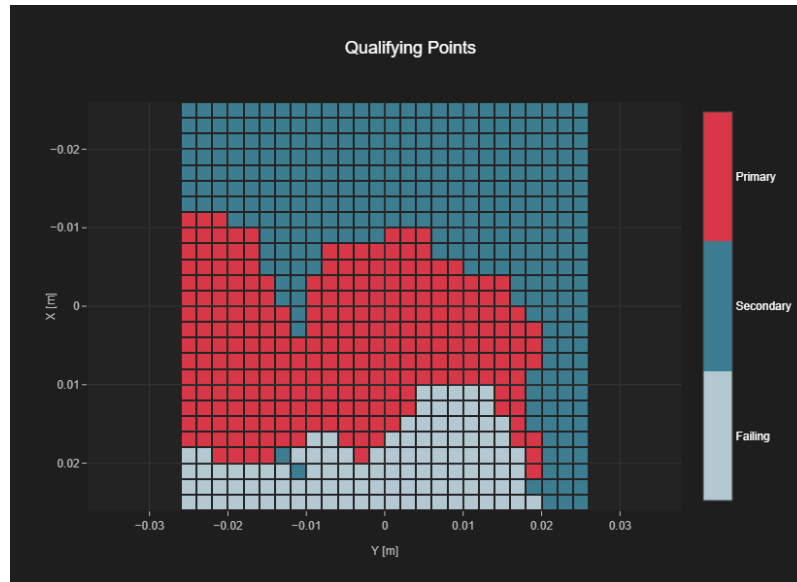 Qualifying Points
−0.02
−0.01
0
0.01
0.02
X [m]
−0.03
−0.02
−0.01
0
0.01
0.02
0.03
Y [m]
Primary
Secondary
Failing